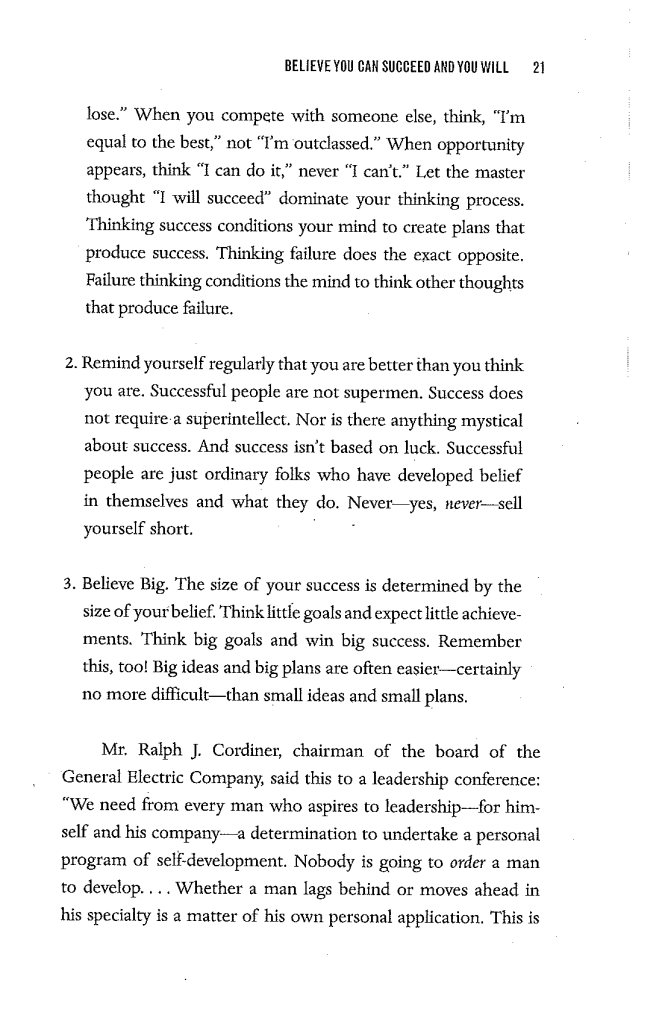 BELIEVE YOU CAN SUCCEED AND YOU WILL 21
lose.” When you compete with someone else, think, “I’m
equal to the best,” not “I’m outclassed.” When opportunity
appears, think “I can do it,” never “I can’t.” Let the master
thought “I will succeed” dominate your thinking process.
Thinking success conditions your mind to create plans that
produce success. Thinking failure does the exact opposite.
Failure thinking conditions the mind to think other thoughts
that produce failure.
2. Remind yourself regularly that you are better than you think
you are. Successful people are not supermen. Success does
not require a superintellect. Nor is there anything mystical
about success. And success isn’t based on luck. Successful
people are just ordinary folks who have developed belief
in themselves and what they do. Never—yes, never—sell
yourself short.
3. Believe Big. The size of your success is determined by the
size of your belief. Think little goals and expect little achieve-
ments. Think big goals and win big success. Remember
this, too! Big ideas and big plans are often easier—certainly
no more difficult—than small ideas and small plans.
Mr. Ralph J. Cordiner, chairman of the board of the
General Electric Company, said this to a leadership conference:
“We need from every man who aspires to leadership—for him-
self and his company—a determination to undertake a personal
program of self-development. Nobody is going to order a man
to develop. . . . Whether a man lags behind or moves ahead in
his specialty is a matter of his own personal application. This is